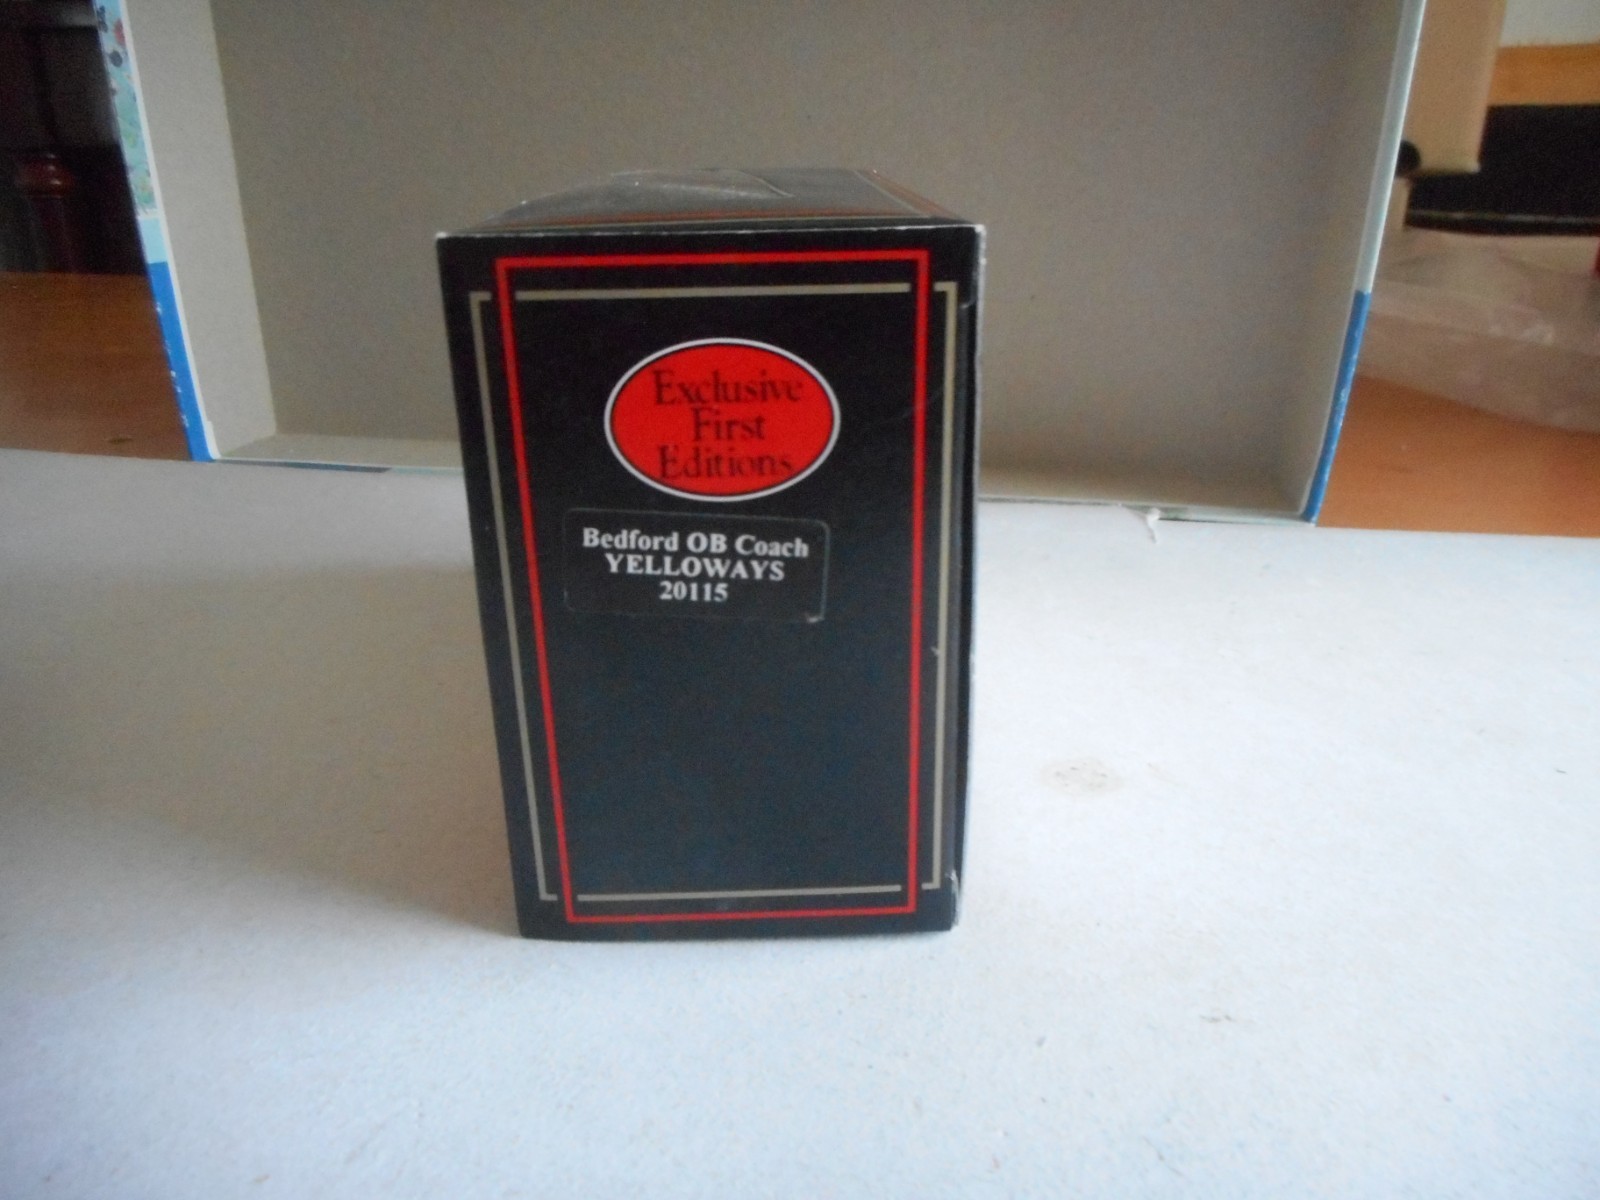 Exclusive
First
Editions
Bedford OB Coach
YELLOWAYS
20115